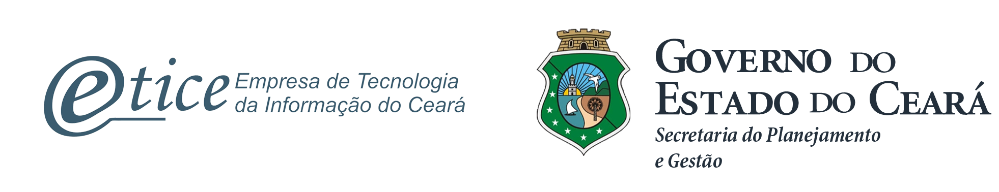 etice
Empresa de Tecnologia
da Informação do Ceará
GOVERNO DO
ESTADO DO CEARÁ
Secretaria do Planejamento
e Gestão